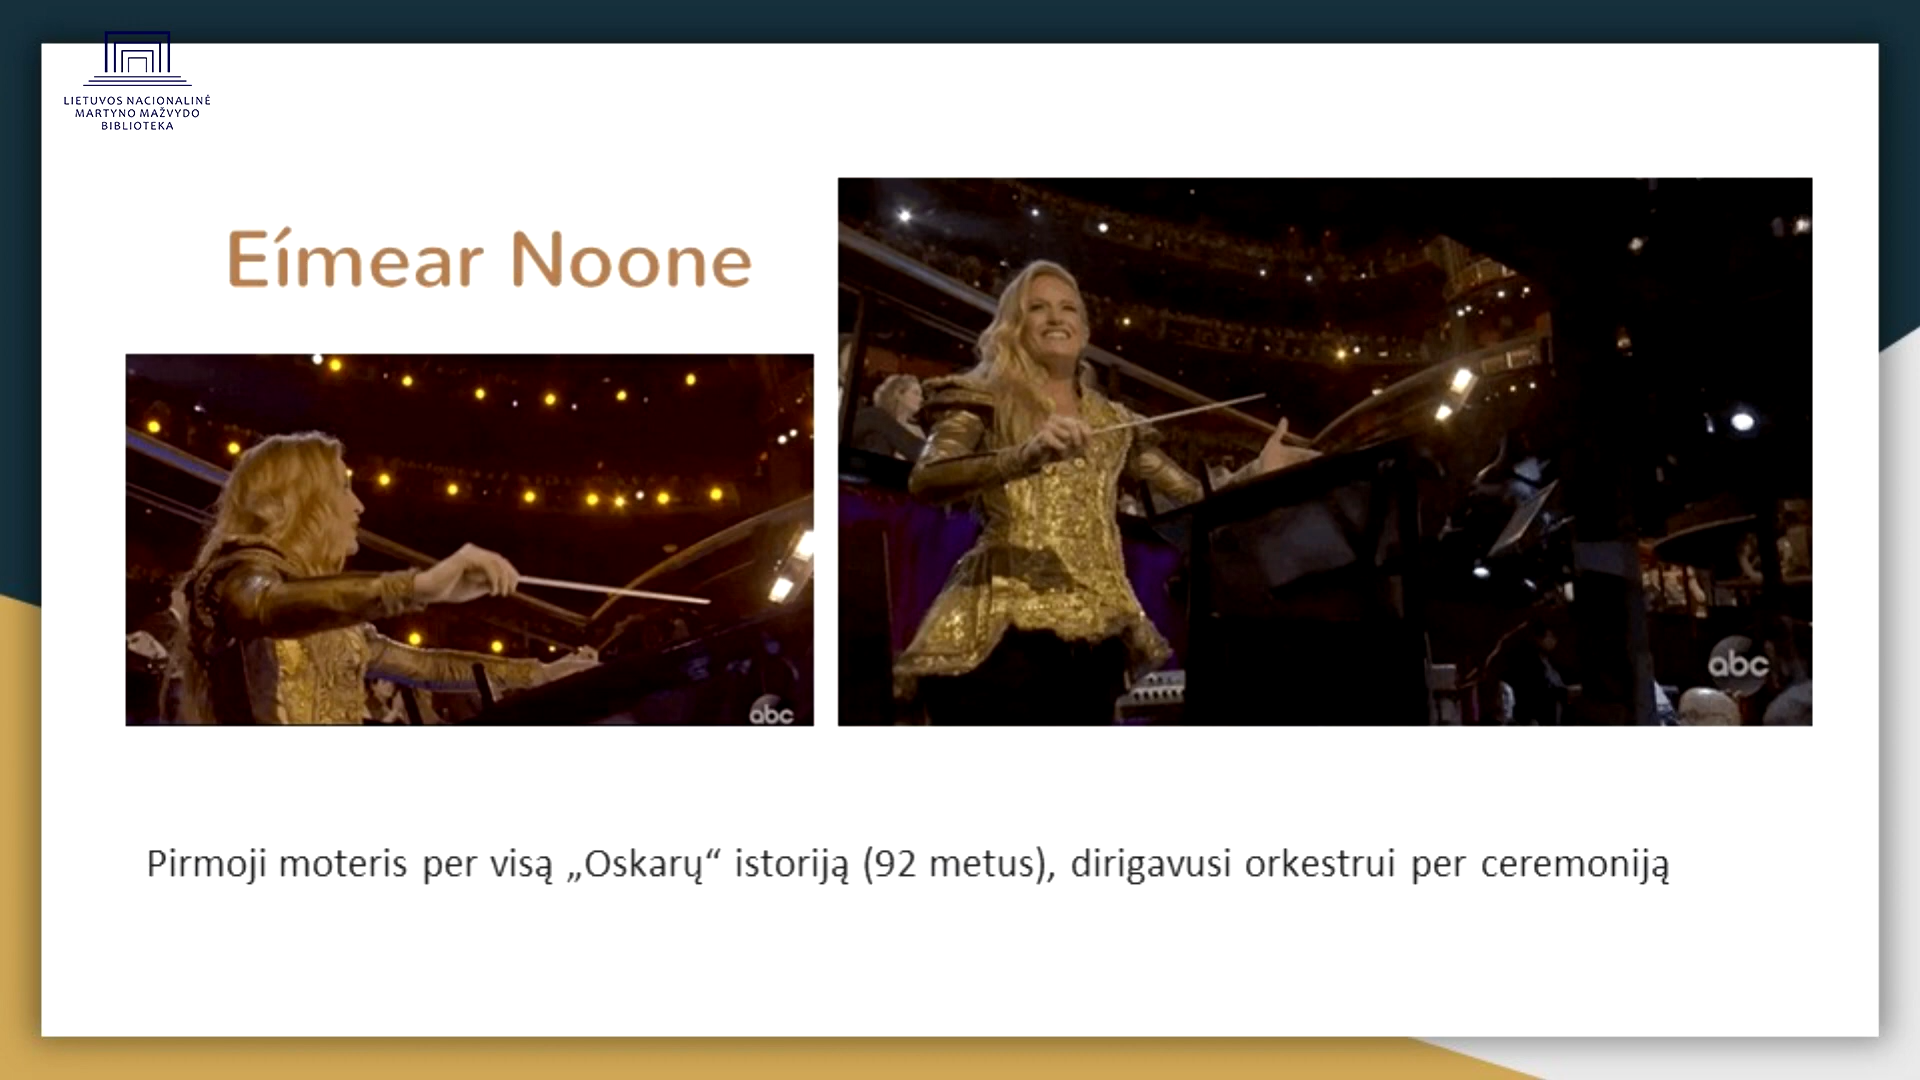 LIETUVOS NACIONALINĖ
MARTYNO MAŽVYDO
BIBLIOTEKA
Eímear Noone
abc
abc
Pirmoji moteris per visą „Oskarų“ istoriją (92 metus), dirigavusi orkestrui per ceremoniją